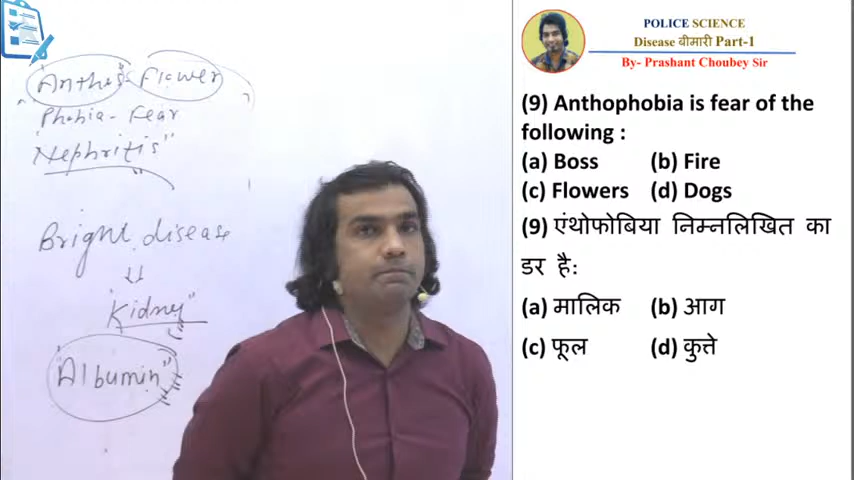 "Anthos" - Flower"
Phobia - Fear
"Nephritis"
Bright disease
"Kidney"
"Albumin"
POLICE SCIENCE
Disease बीमारी Part-1
By- Prashant Choubey Sir
(9) Anthophobia is fear of the
following :
(a) Boss (b) Fire
(c) Flowers (d) Dogs
(9) एंथोफोबिया निम्नलिखित का
डर है:
(a) मालिक (b) आग
(c) फूल (d) कुत्ते